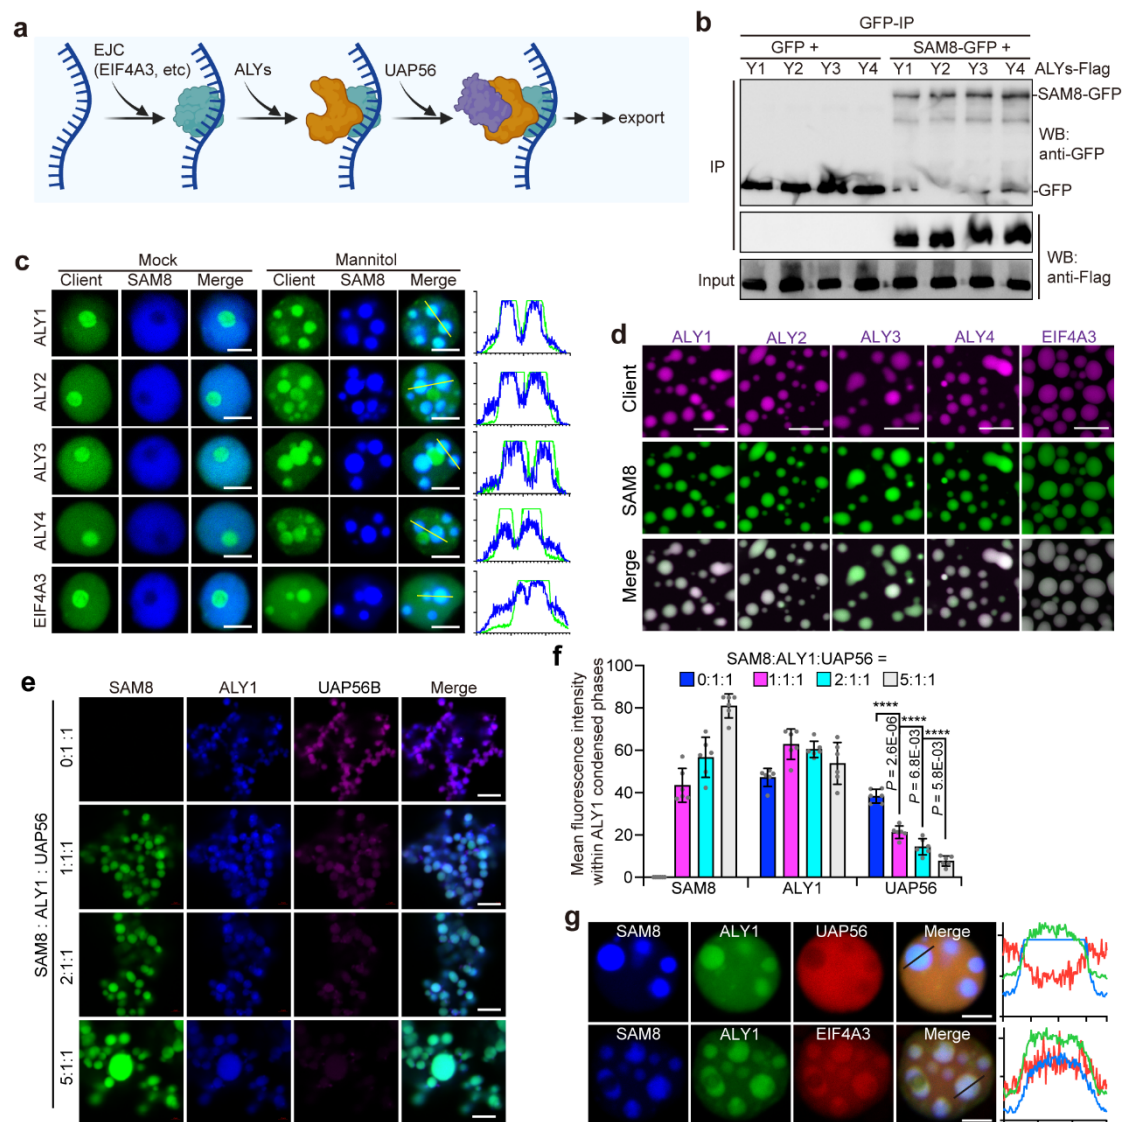 a
EJC
(EIF4A3, etc)
ALYs
UAP56
export
b
GFP-IP
GFP +
SAM8-GFP +
Y1 Y2 Y3 Y4 Y1 Y2 Y3 Y4 ALYs-Flag
-SAM8-GFP
WB:
anti-GFP
IP
-GFP
WB:
anti-Flag
Input
c
Mock Mannitol
Client SAM8 Merge Client SAM8 Merge
ALY1
ALY2
ALY3
ALY4
EIF4A3
d
ALY1 ALY2 ALY3 ALY4 EIF4A3
Client
SAM8
Merge
e
SAM8 ALY1 UAP56B Merge
SAM8 : ALY1 : UAP56
0:1:1
1:1:1
2:1:1
5:1:1
f
SAM8:ALY1:UAP56 =
0:1:1 1:1:1 2:1:1 5:1:1
Mean fluorescence intensity
within ALY1 condensed phases
100
80
60
40
20
0
****
****
****
P = 2.6E-06
P = 6.8E-03
P = 5.8E-03
SAM8 ALY1 UAP56
g
SAM8 ALY1 UAP56 Merge
SAM8 ALY1 EIF4A3 Merge